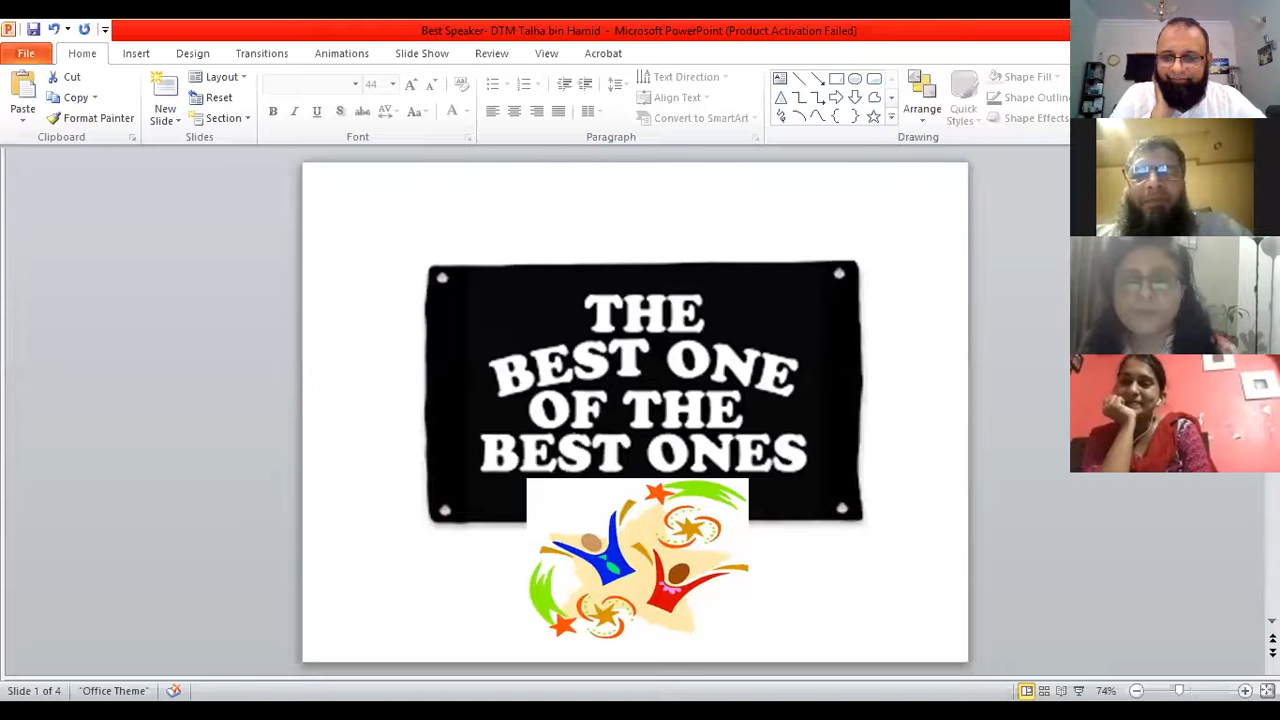 Best Speaker- DTM Talha bin Hamid - Microsoft PowerPoint (Product Activation Failed)
File Home Insert Design Transitions Animations Slide Show Review View Acrobat
Paste
Cut
Copy
Format Painter
Clipboard
New Slide
Layout
Reset
Section
Slides
44
Font
Text Direction
Align Text
Convert to SmartArt
Paragraph
Arrange
Quick Styles
Drawing
Shape Fill
Shape Outlin
Shape Effects
THE
BEST ONE
OF THE
BEST ONES
Slide 1 of 4 "Office Theme" 74%